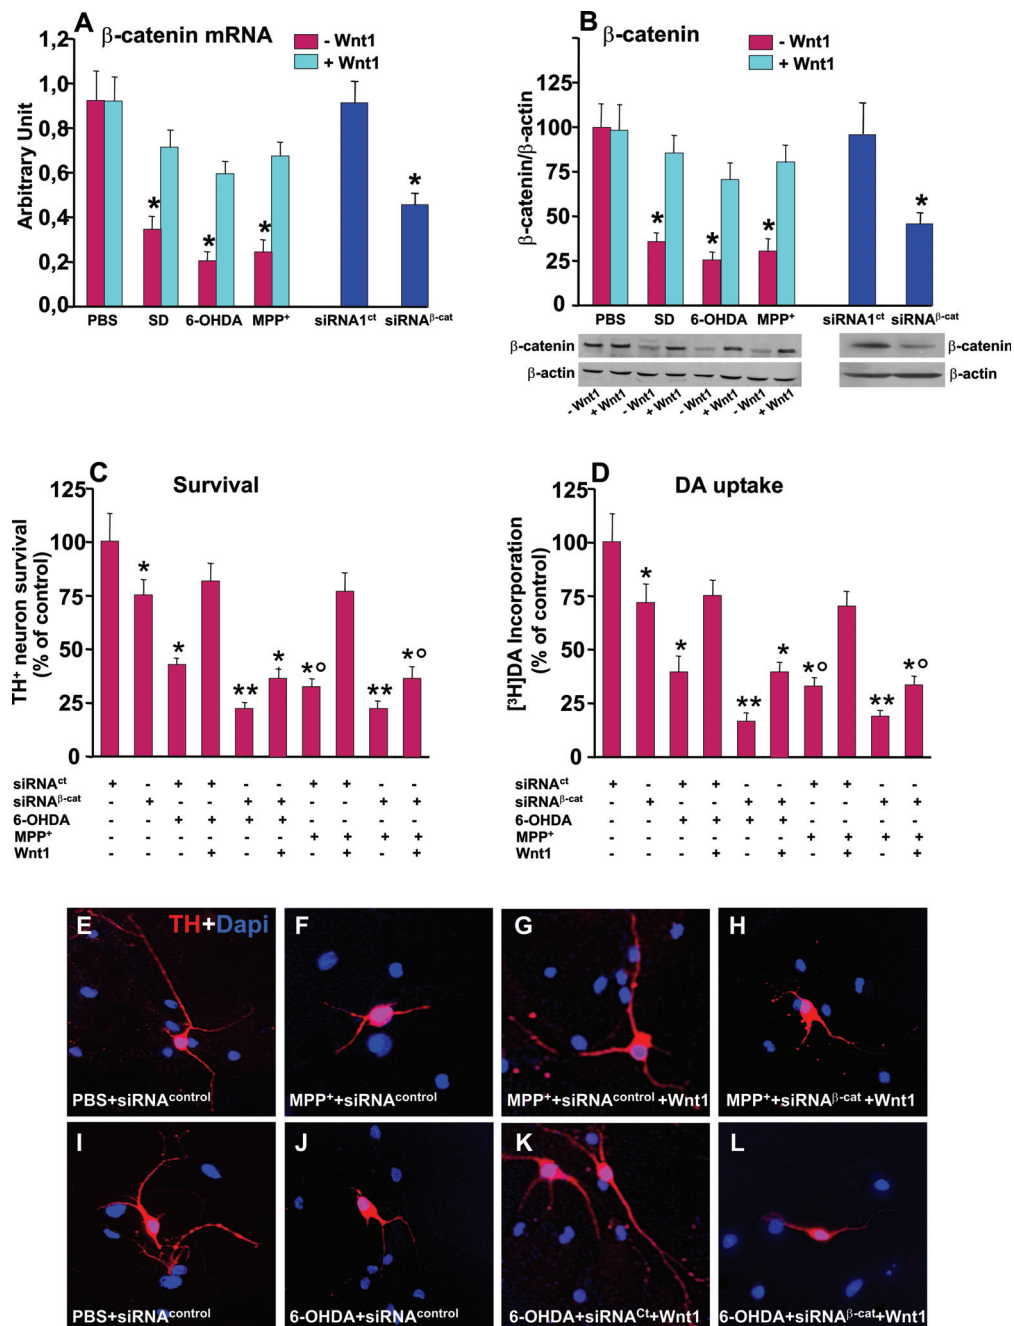 A β-catenin mRNA
- Wnt1
+ Wnt1
Arbitrary Unit
1,2
1,0
0,8
0,6
0,4
0,2
0,0
* * * *
PBS SD 6-OHDA MPP⁺ siRNA1ᶜᵗ siRNAᵝ⁻ᶜᵃᵗ
B β-catenin
- Wnt1
+ Wnt1
β-catenin/β-actin
125
100
75
50
25
0
* * * *
PBS SD 6-OHDA MPP⁺ siRNA1ᶜᵗ siRNAᵝ⁻ᶜᵃᵗ
β-catenin β-catenin
β-actin β-actin
- Wnt1 + Wnt1 - Wnt1 + Wnt1 - Wnt1 + Wnt1 - Wnt1 + Wnt1
C Survival
TH⁺ neuron survival
(% of control)
125
100
75
50
25
0
* * ** * *° ** *°
siRNAᶜᵗ + - + + - - + + - -
siRNAᵝ⁻ᶜᵃᵗ - + - - + + - - + +
6-OHDA - - + + + + - - - -
MPP⁺ - - - - - - + + + +
Wnt1 - - - + - + - + - +
D DA uptake
[³H]DA Incorporation
(% of control)
125
100
75
50
25
0
* * ** * *° ** *°
siRNAᶜᵗ + - + + - - + + - -
siRNAᵝ⁻ᶜᵃᵗ - + - - + + - - + +
6-OHDA - - + + + + - - - -
MPP⁺ - - - - - - + + + +
Wnt1 - - - + - + - + - +
E TH+Dapi
PBS+siRNAᶜᵒⁿᵗʳᵒˡ
F
MPP⁺+siRNAᶜᵒⁿᵗʳᵒˡ
G
MPP⁺+siRNAᶜᵒⁿᵗʳᵒˡ+Wnt1
H
MPP⁺+siRNAᵝ⁻ᶜᵃᵗ+Wnt1
I
PBS+siRNAᶜᵒⁿᵗʳᵒˡ
J
6-OHDA+siRNAᶜᵒⁿᵗʳᵒˡ
K
6-OHDA+siRNAᶜᵗ+Wnt1
L
6-OHDA+siRNAᵝ⁻ᶜᵃᵗ+Wnt1